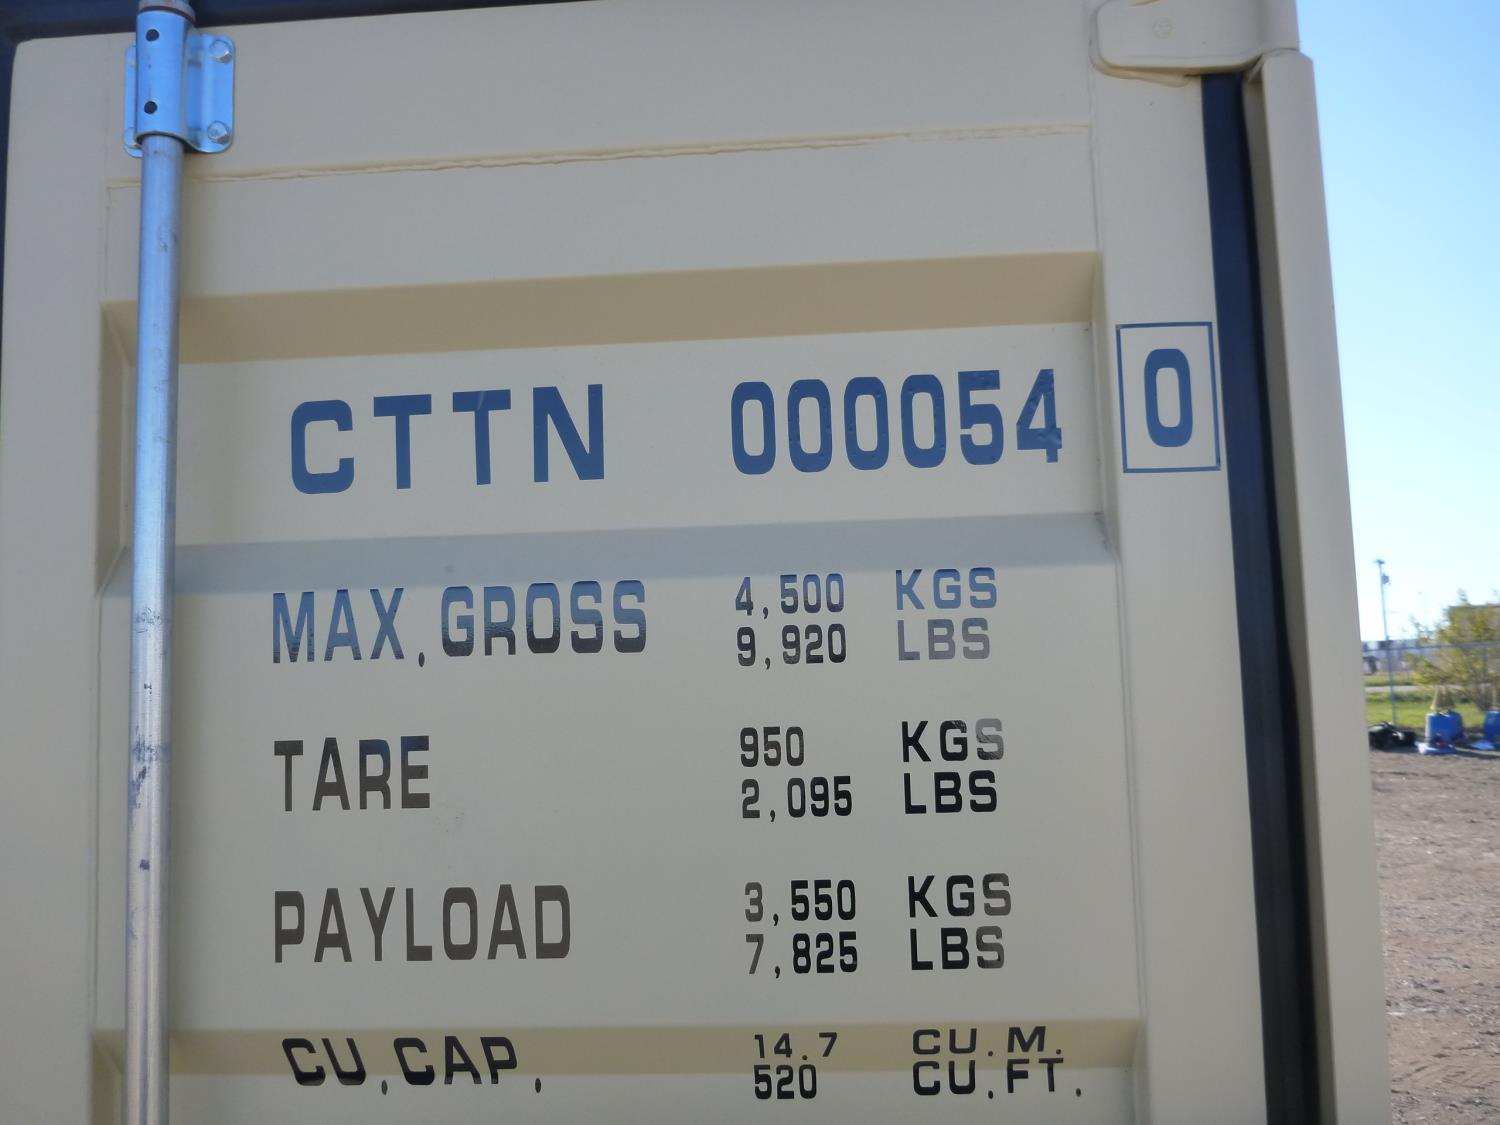 CTTN 000054 0
MAX.GROSS 4,500 KGS
9,920 LBS
TARE 950 KGS
2,095 LBS
PAYLOAD 3,550 KGS
7,825 LBS
CU.CAP. 14.7 CU.M.
520 CU.FT.